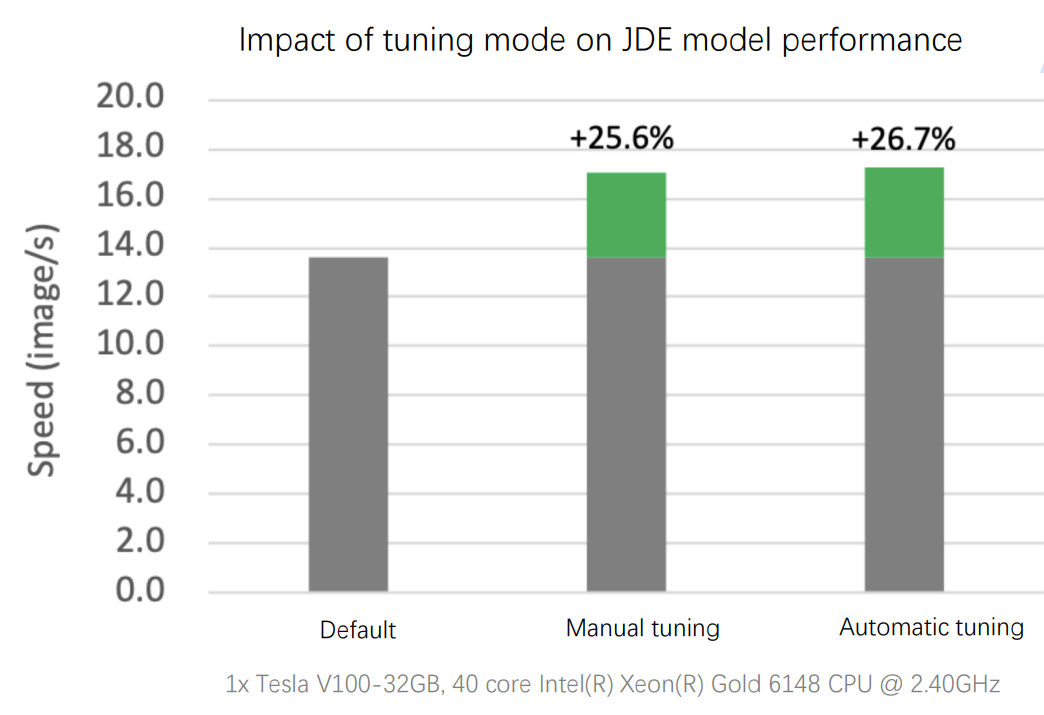 Impact of tuning mode on JDE model performance
20.0
18.0
16.0
14.0
12.0
10.0
8.0
6.0
4.0
2.0
0.0
Speed (image/s)
+25.6%
+26.7%
Default
Manual tuning
Automatic tuning
1x Tesla V100-32GB, 40 core Intel(R) Xeon(R) Gold 6148 CPU @ 2.40GHz